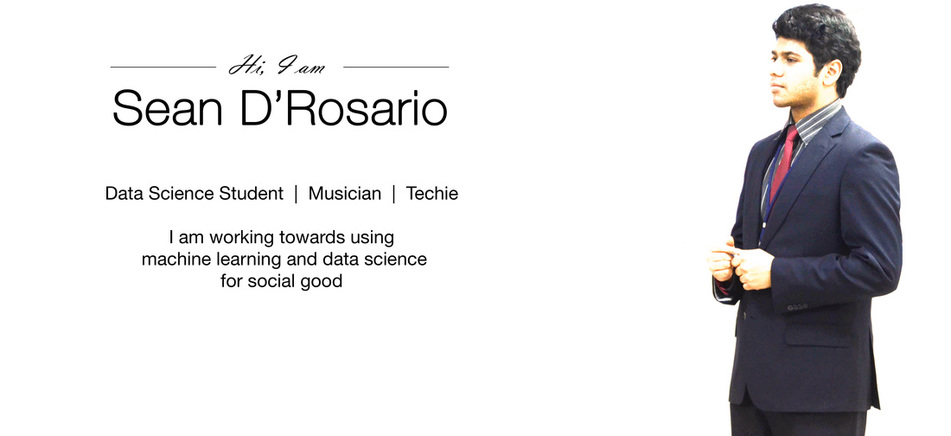 Hi, I am
Sean D'Rosario
Data Science Student | Musician | Techie
I am working towards using
machine learning and data science
for social good